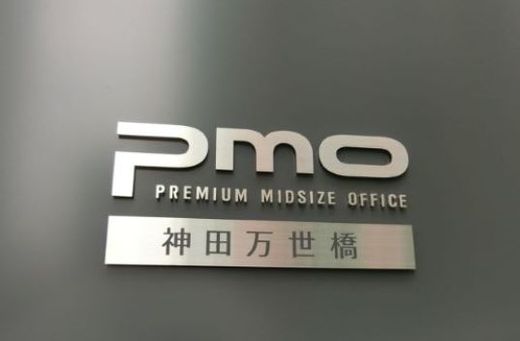 pmo
PREMIUM MIDSIZE OFFICE
神田万世橋